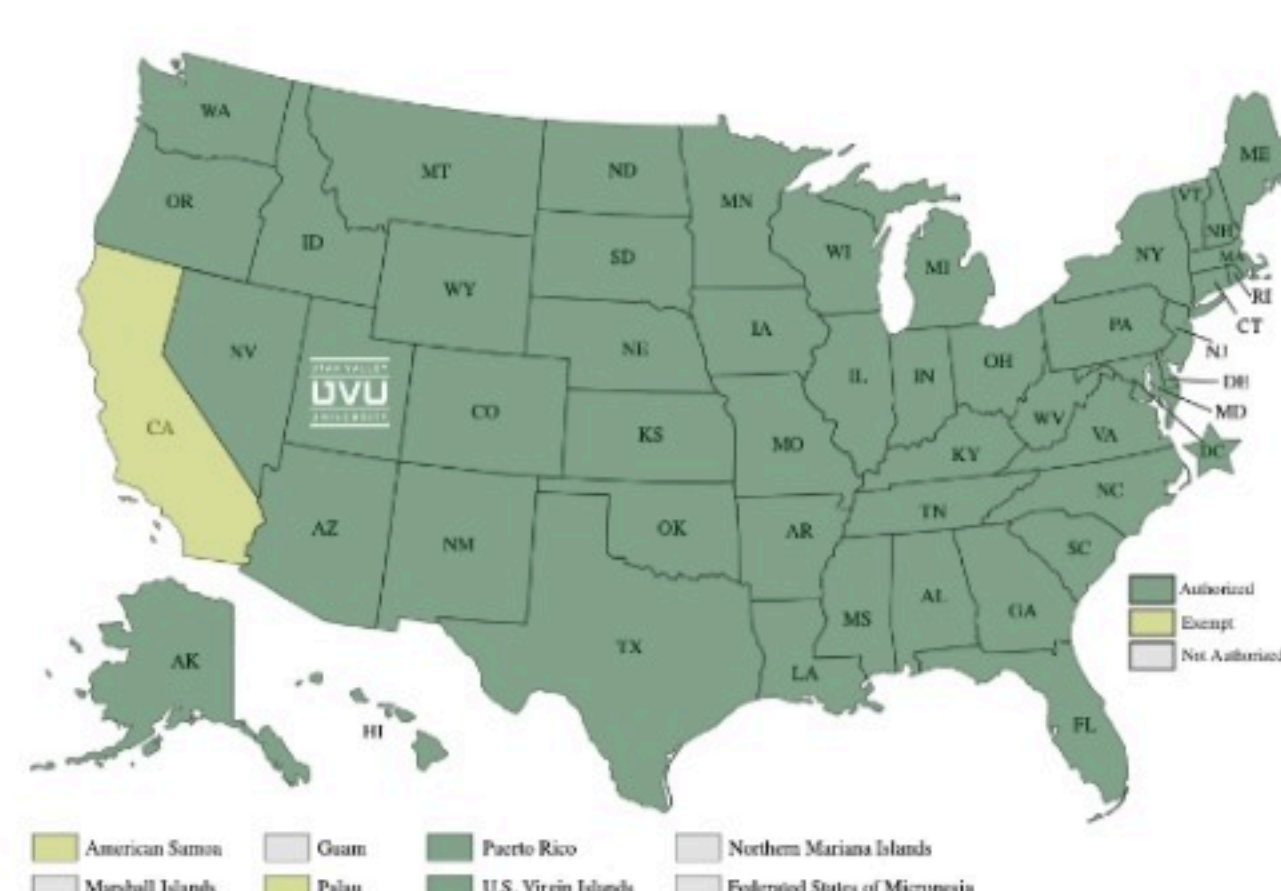 WA
MT
ND
MN
OR
ID
SD
WI
MI
NY
VT
NH
ME
MA
RI
CT
WY
IA
PA
NJ
NV
UTAH VALLEY
UVU
UNIVERSITY
NE
IL
IN
OH
DE
MD
CA
CO
KS
MO
WV
VA
DC
KY
NC
AZ
NM
OK
AR
TN
SC
MS
AL
GA
Authorized
Exempt
Not Authorized
TX
LA
FL
AK
HI
American Samoa Guam Puerto Rico Northern Mariana Islands
Marshall Islands Palau U.S. Virgin Islands Federated States of Micronesia